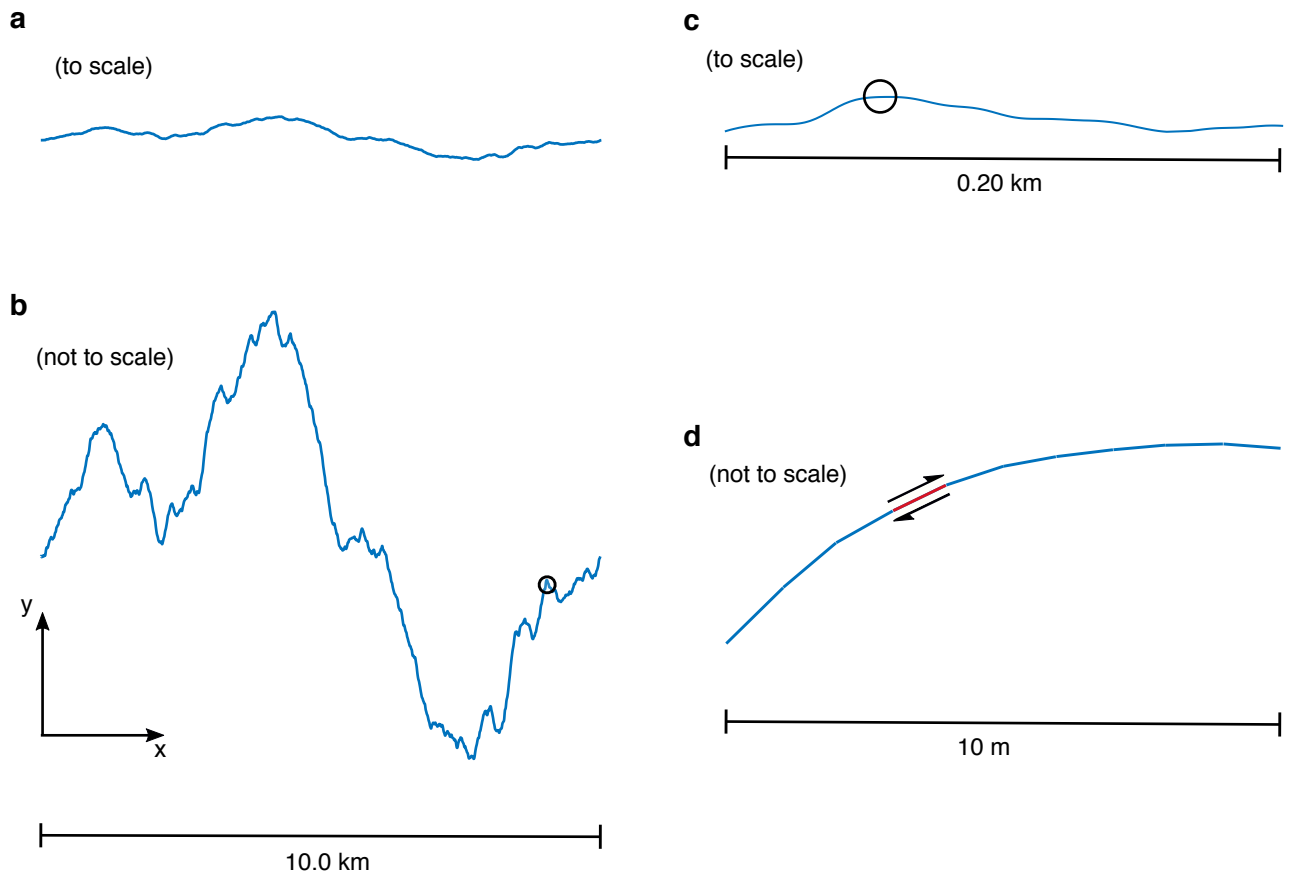 a
(to scale)
b
(not to scale)
y
x
10.0 km
c
(to scale)
0.20 km
d
(not to scale)
10 m